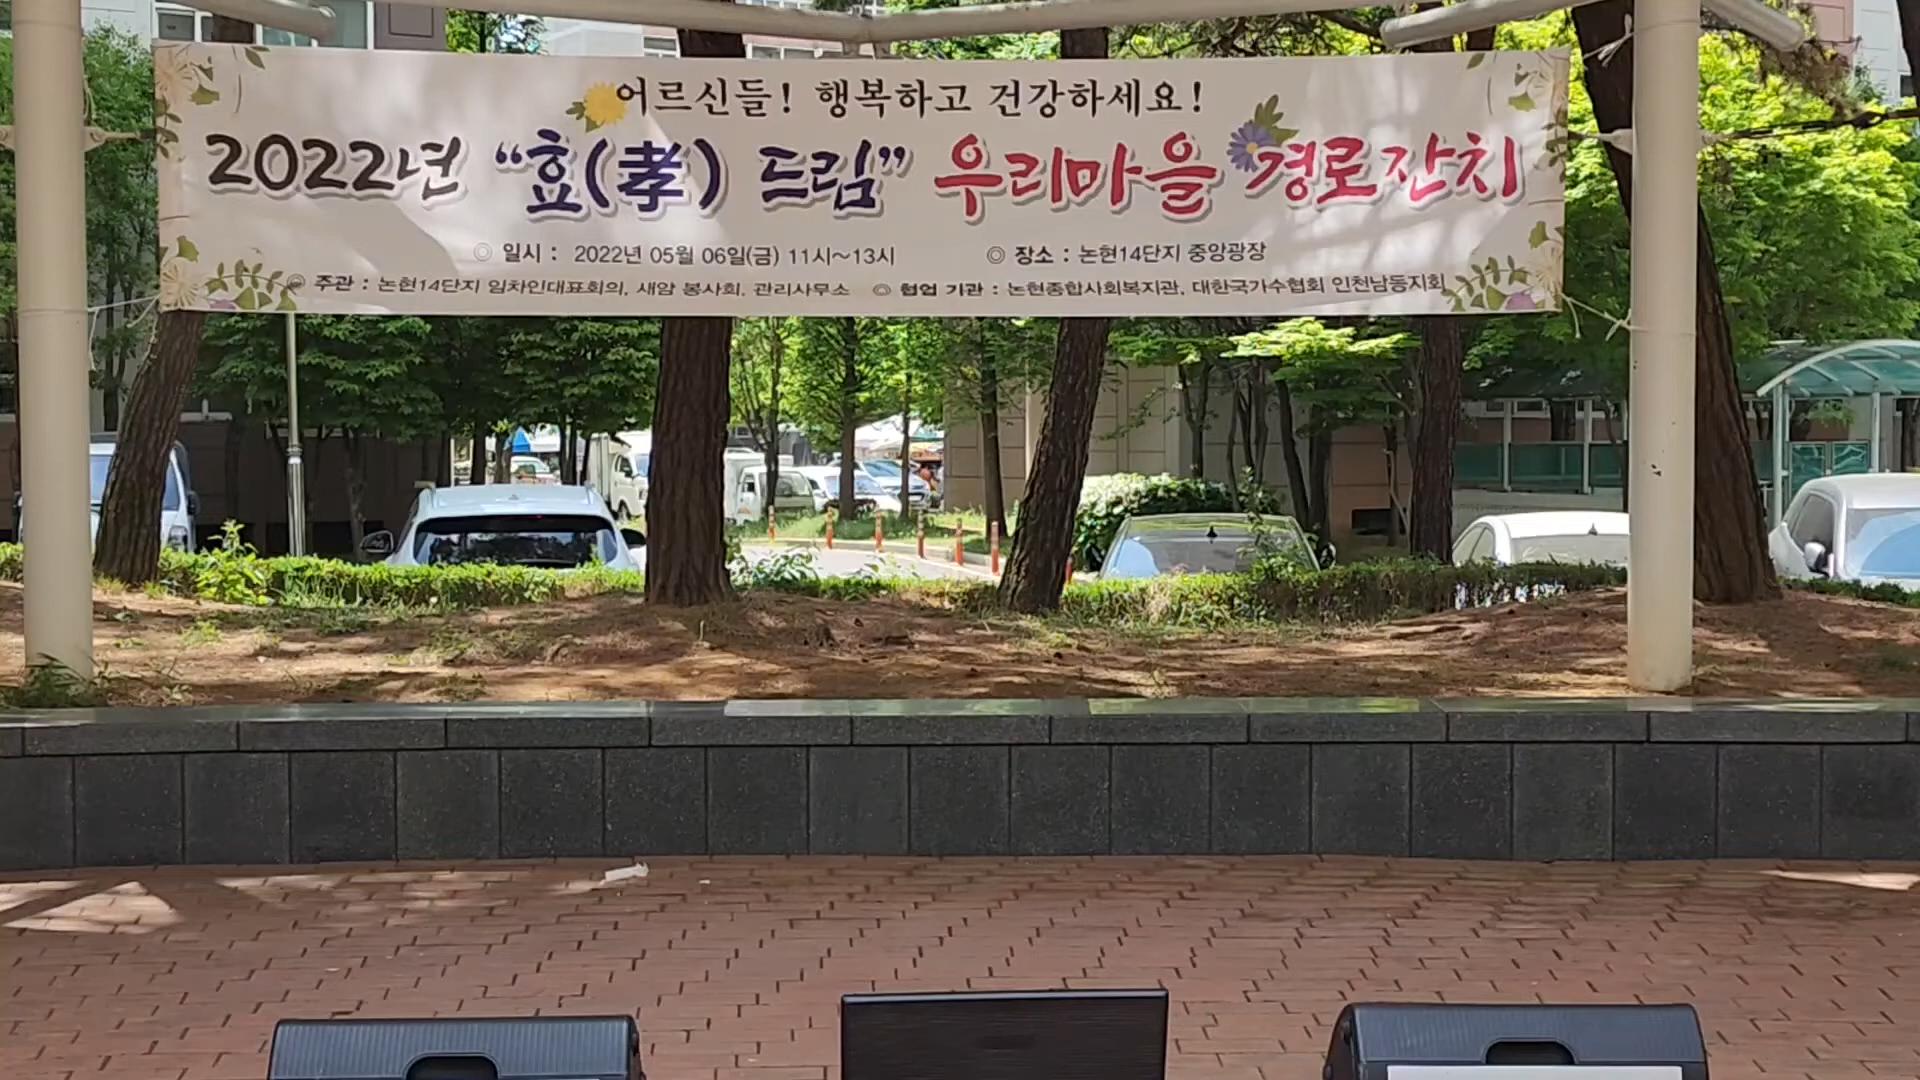 어르신들! 행복하고 건강하세요!
2022년 “효(孝) 드림” 우리마을 경로잔치
◎ 일시 : 2022년 05월 06일(금) 11시~13시 ◎ 장소 : 논현14단지 중앙광장
◎ 주관 : 논현14단지 임차인대표회의, 새암 봉사회, 관리사무소 ◎ 협업 기관 : 논현종합사회복지관, 대한국가수협회 인천남동지회